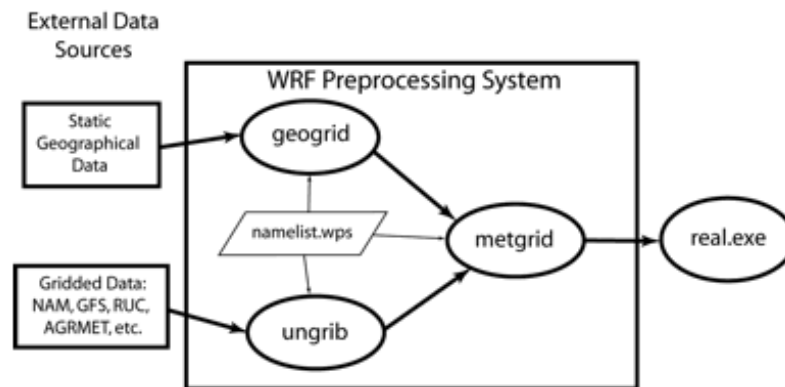 External Data
Sources
WRF Preprocessing System
Static
Geographical
Data
geogrid
namelist.wps
metgrid
real.exe
Gridded Data:
NAM, GFS, RUC,
AGRMET, etc.
ungrib